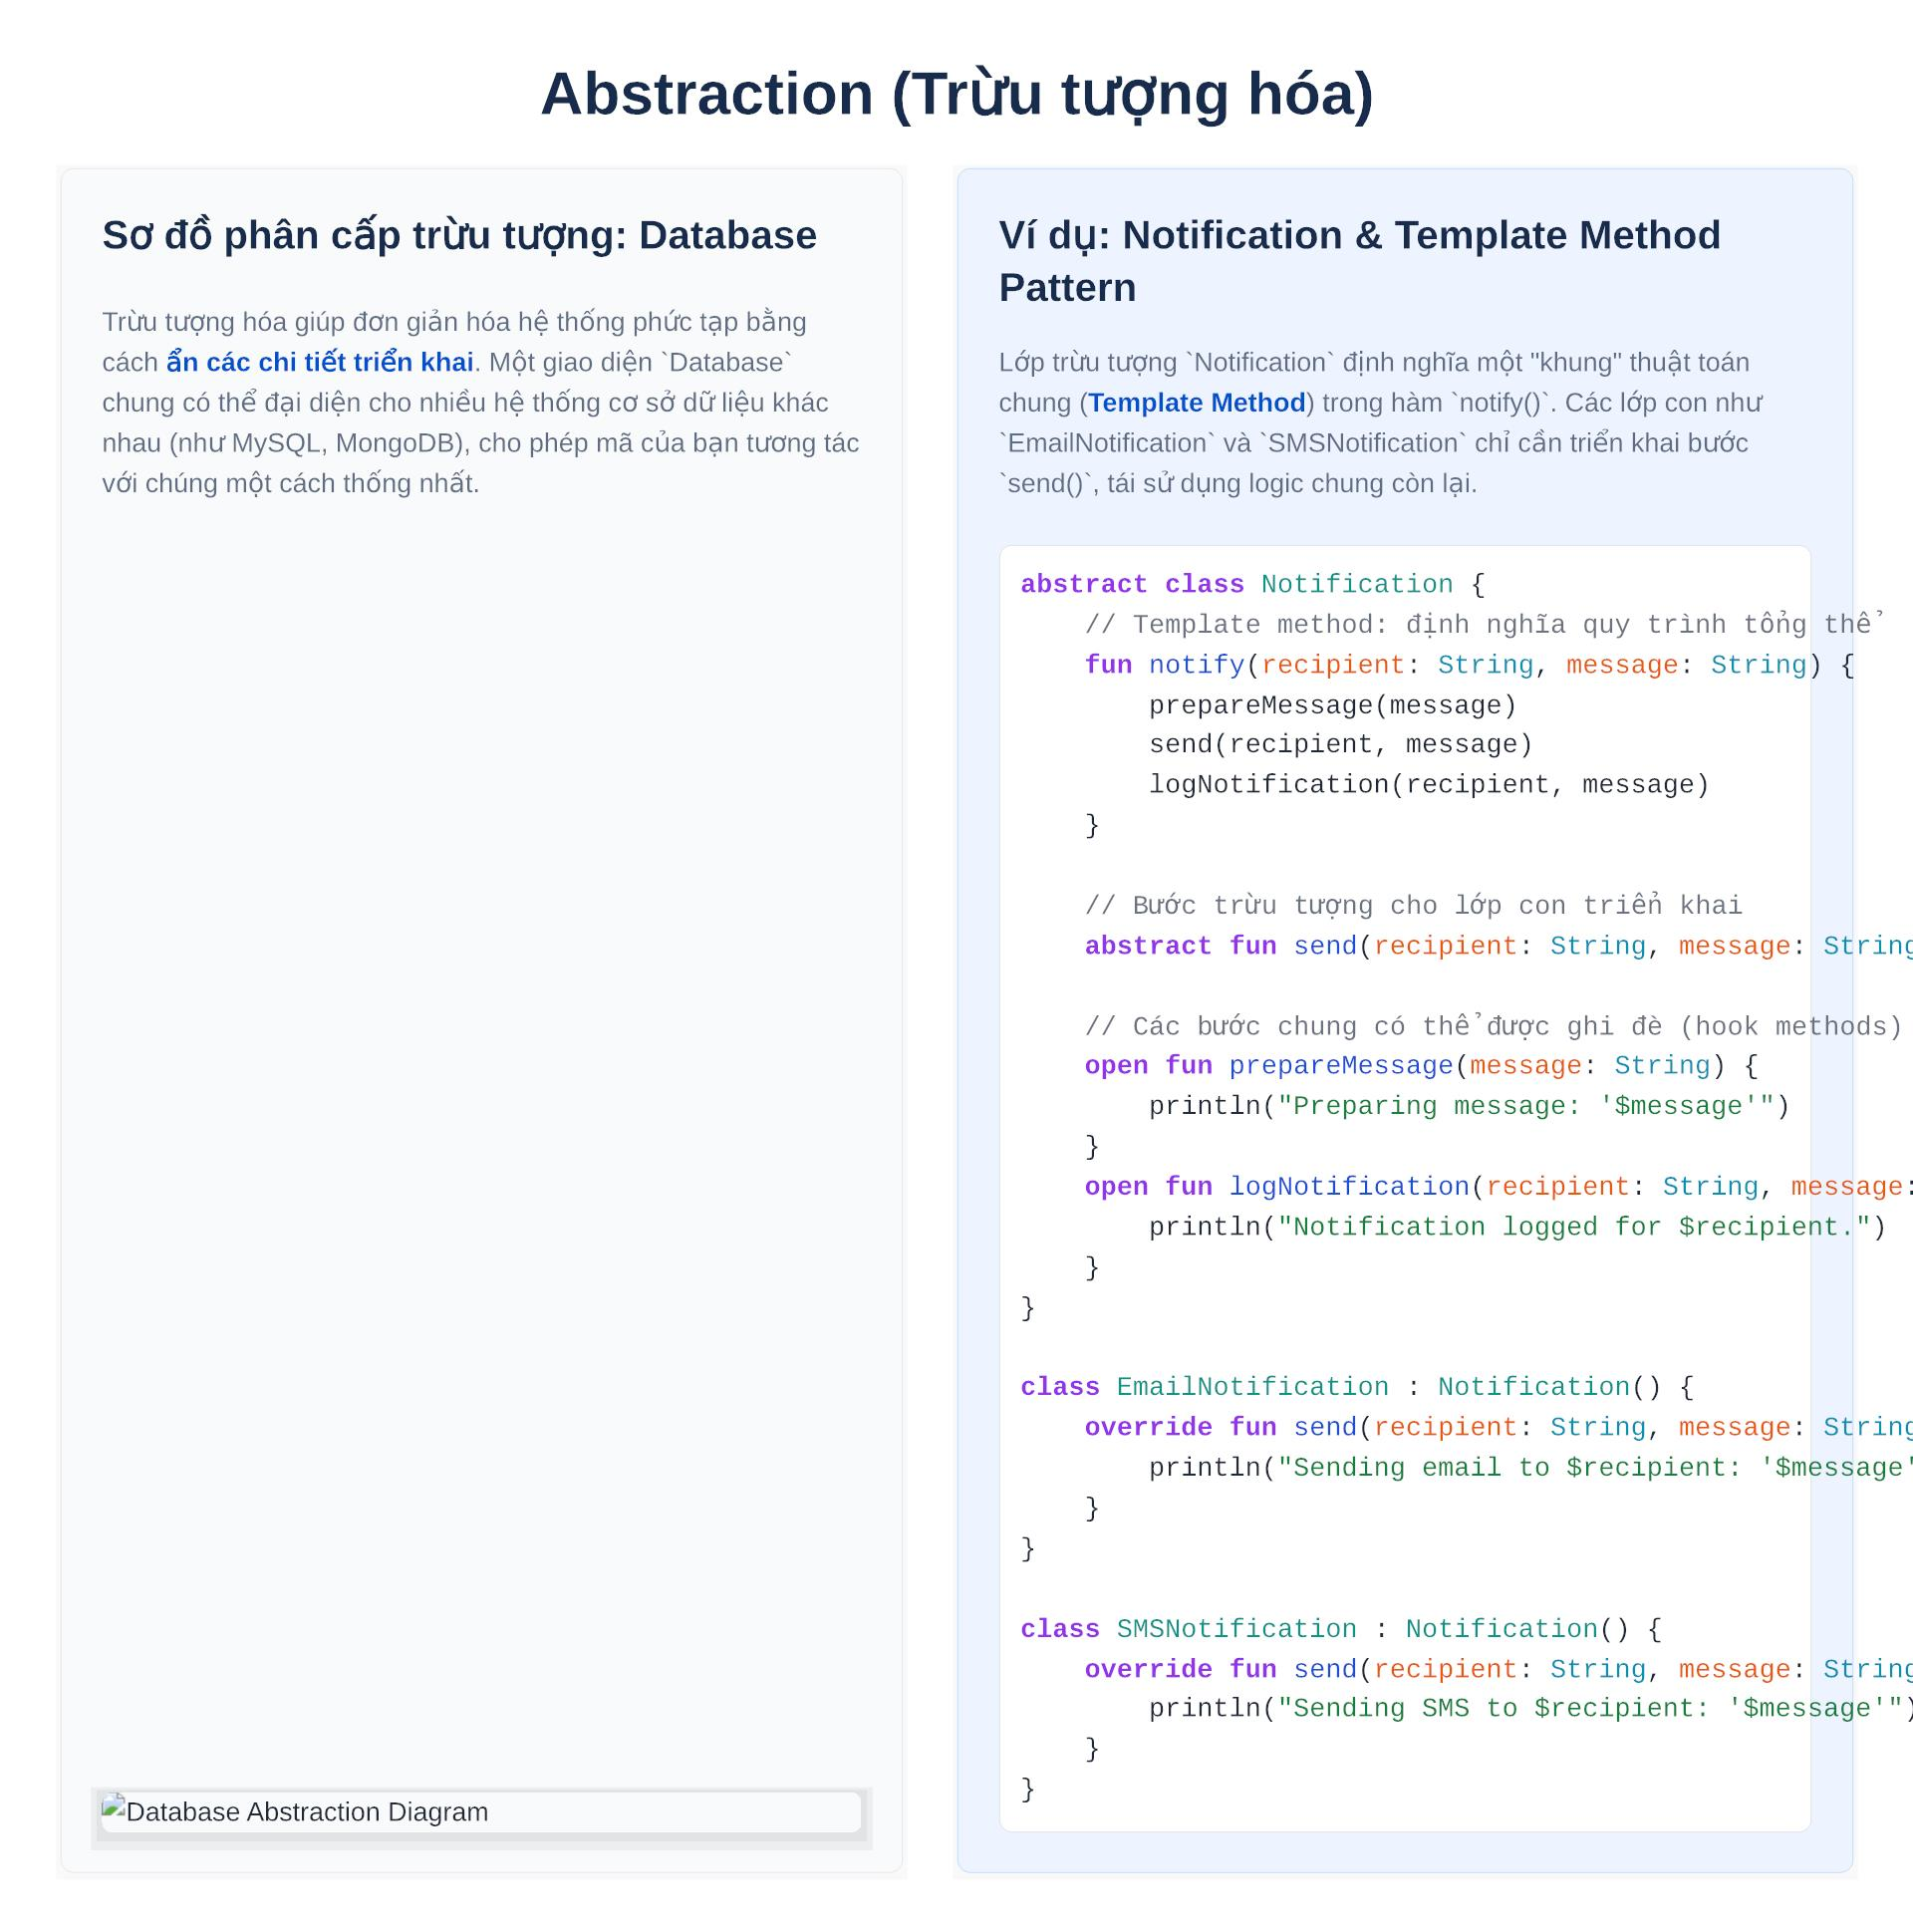 Abstraction (Trừu tượng hóa)
Sơ đồ phân cấp trừu tượng: Database
Trừu tượng hóa giúp đơn giản hóa hệ thống phức tạp bằng
cách ẩn các chi tiết triển khai. Một giao diện `Database`
chung có thể đại diện cho nhiều hệ thống cơ sở dữ liệu khác
nhau (như MySQL, MongoDB), cho phép mã của bạn tương tác
với chúng một cách thống nhất.
Database Abstraction Diagram
Ví dụ: Notification & Template Method
Pattern
Lớp trừu tượng `Notification` định nghĩa một "khung" thuật toán
chung (Template Method) trong hàm `notify()`. Các lớp con như
`EmailNotification` và `SMSNotification` chỉ cần triển khai bước
`send()`, tái sử dụng logic chung còn lại.
abstract class Notification {
    // Template method: định nghĩa quy trình tổng thể
    fun notify(recipient: String, message: String) {
        prepareMessage(message)
        send(recipient, message)
        logNotification(recipient, message)
    }
    // Bước trừu tượng cho lớp con triển khai
    abstract fun send(recipient: String, message: String
    // Các bước chung có thể được ghi đè (hook methods)
    open fun prepareMessage(message: String) {
        println("Preparing message: '$message'")
    }
    open fun logNotification(recipient: String, message:
        println("Notification logged for $recipient.")
    }
}
class EmailNotification : Notification() {
    override fun send(recipient: String, message: String
        println("Sending email to $recipient: '$message'
    }
}
class SMSNotification : Notification() {
    override fun send(recipient: String, message: String
        println("Sending SMS to $recipient: '$message'")
    }
}